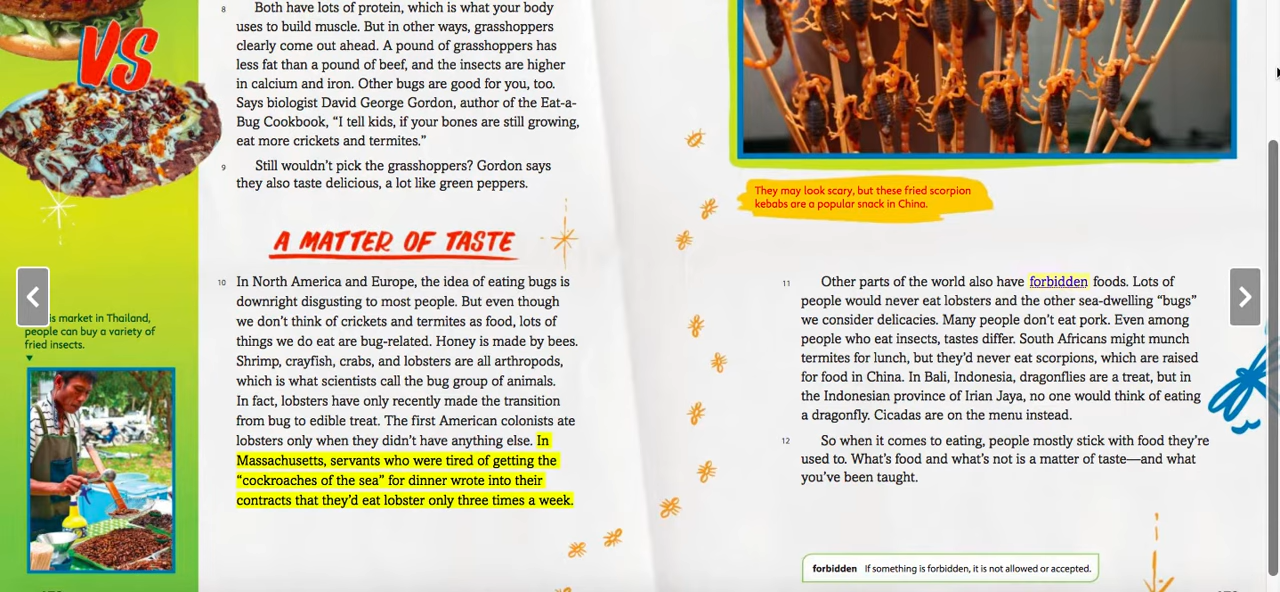 VS
8 Both have lots of protein, which is what your body
uses to build muscle. But in other ways, grasshoppers
clearly come out ahead. A pound of grasshoppers has
less fat than a pound of beef, and the insects are higher
in calcium and iron. Other bugs are good for you, too.
Says biologist David George Gordon, author of the Eat-a-
Bug Cookbook, “I tell kids, if your bones are still growing,
eat more crickets and termites.”
9 Still wouldn’t pick the grasshoppers? Gordon says
they also taste delicious, a lot like green peppers.
A MATTER OF TASTE
10 In North America and Europe, the idea of eating bugs is
downright disgusting to most people. But even though
we don’t think of crickets and termites as food, lots of
things we do eat are bug-related. Honey is made by bees.
Shrimp, crayfish, crabs, and lobsters are all arthropods,
which is what scientists call the bug group of animals.
In fact, lobsters have only recently made the transition
from bug to edible treat. The first American colonists ate
lobsters only when they didn’t have anything else. In
Massachusetts, servants who were tired of getting the
“cockroaches of the sea” for dinner wrote into their
contracts that they’d eat lobster only three times a week.
is market in Thailand,
people can buy a variety of
fried insects.
They may look scary, but these fried scorpion
kebabs are a popular snack in China.
11 Other parts of the world also have forbidden foods. Lots of
people would never eat lobsters and the other sea-dwelling “bugs”
we consider delicacies. Many people don’t eat pork. Even among
people who eat insects, tastes differ. South Africans might munch
termites for lunch, but they’d never eat scorpions, which are raised
for food in China. In Bali, Indonesia, dragonflies are a treat, but in
the Indonesian province of Irian Jaya, no one would think of eating
a dragonfly. Cicadas are on the menu instead.
12 So when it comes to eating, people mostly stick with food they’re
used to. What’s food and what’s not is a matter of taste—and what
you’ve been taught.
forbidden If something is forbidden, it is not allowed or accepted.